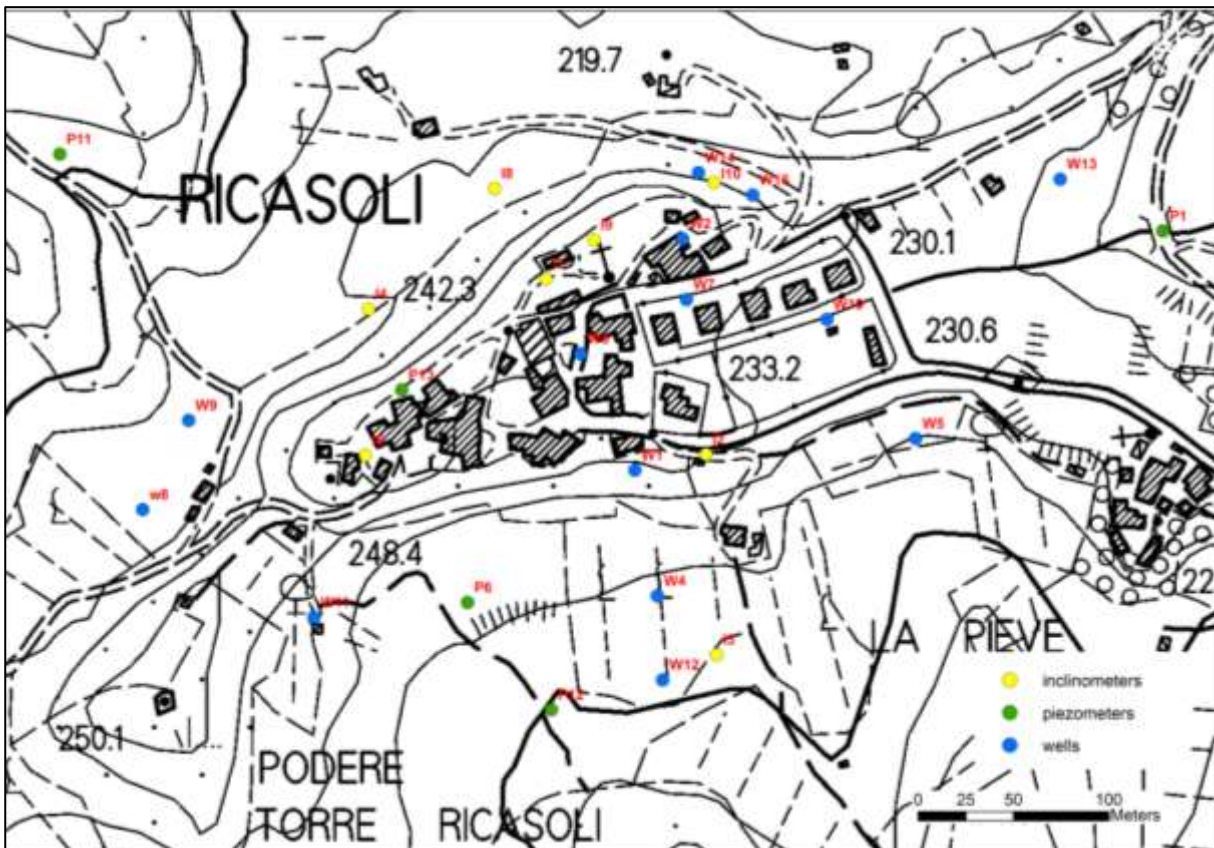 219.7
W14
I10
W15
W13
P11
I8
RICASOLI
P1
I9
W2
230.1
242.3
I4
W7
230.6
233.2
P13
W9
W5
W1
w8
248.4
P6
W4
I3
W12
LA PIEVE
22
inclinometers
piezometers
wells
250.1
PODERE
TORRE RICASOLI
0 25 50 100
Meters